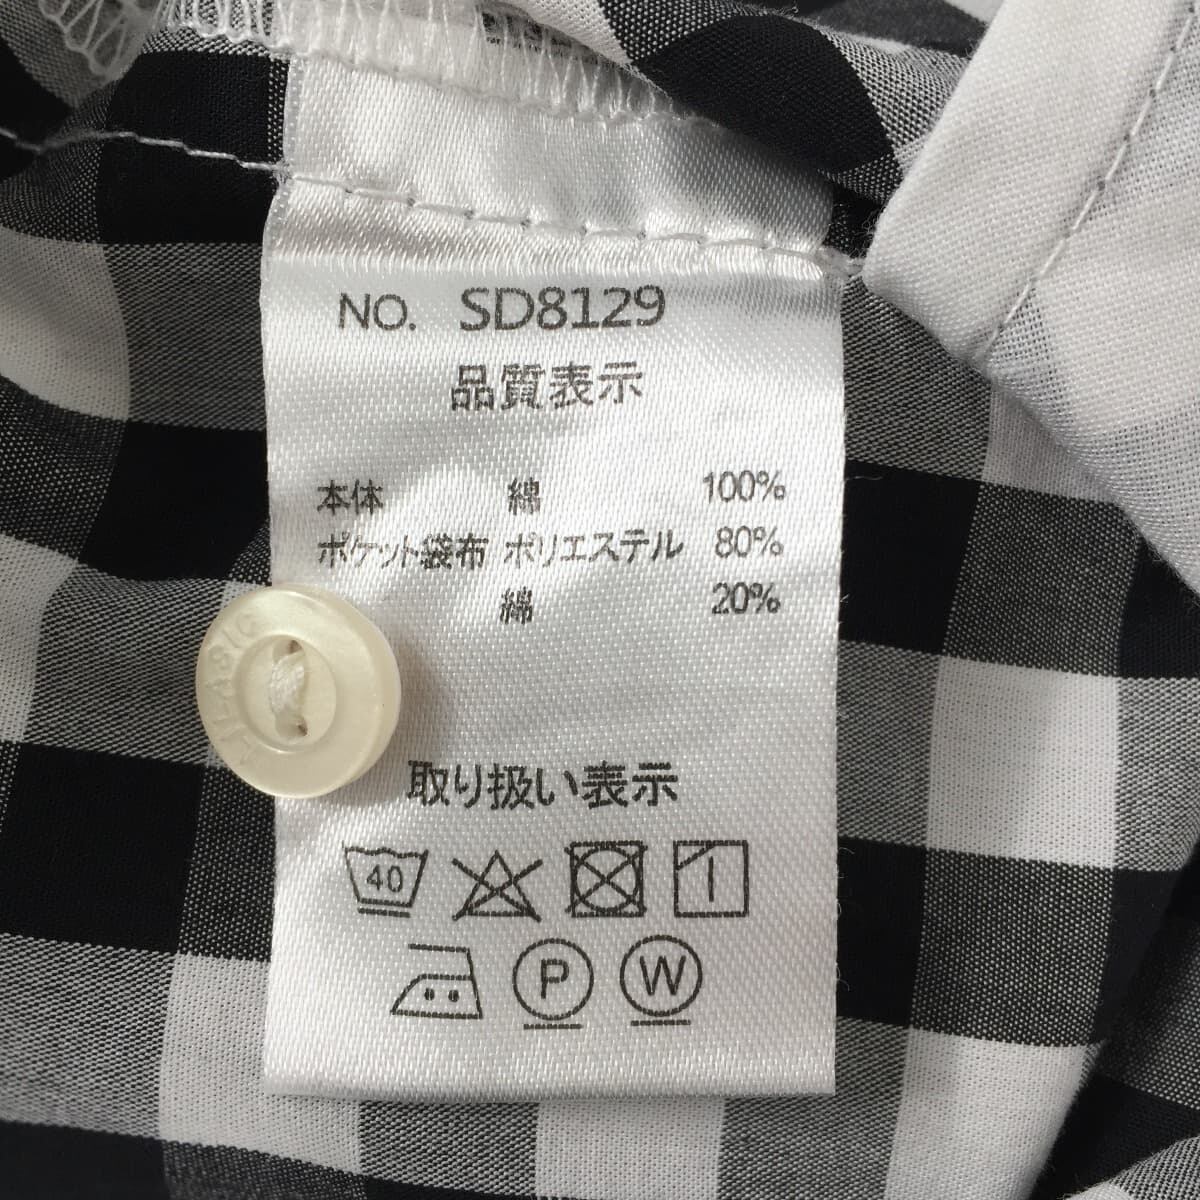 NO. SD8129
品質表示
本体 綿 100%
ポケット袋布 ポリエステル 80%
綿 20%
取り扱い表示
40
P W